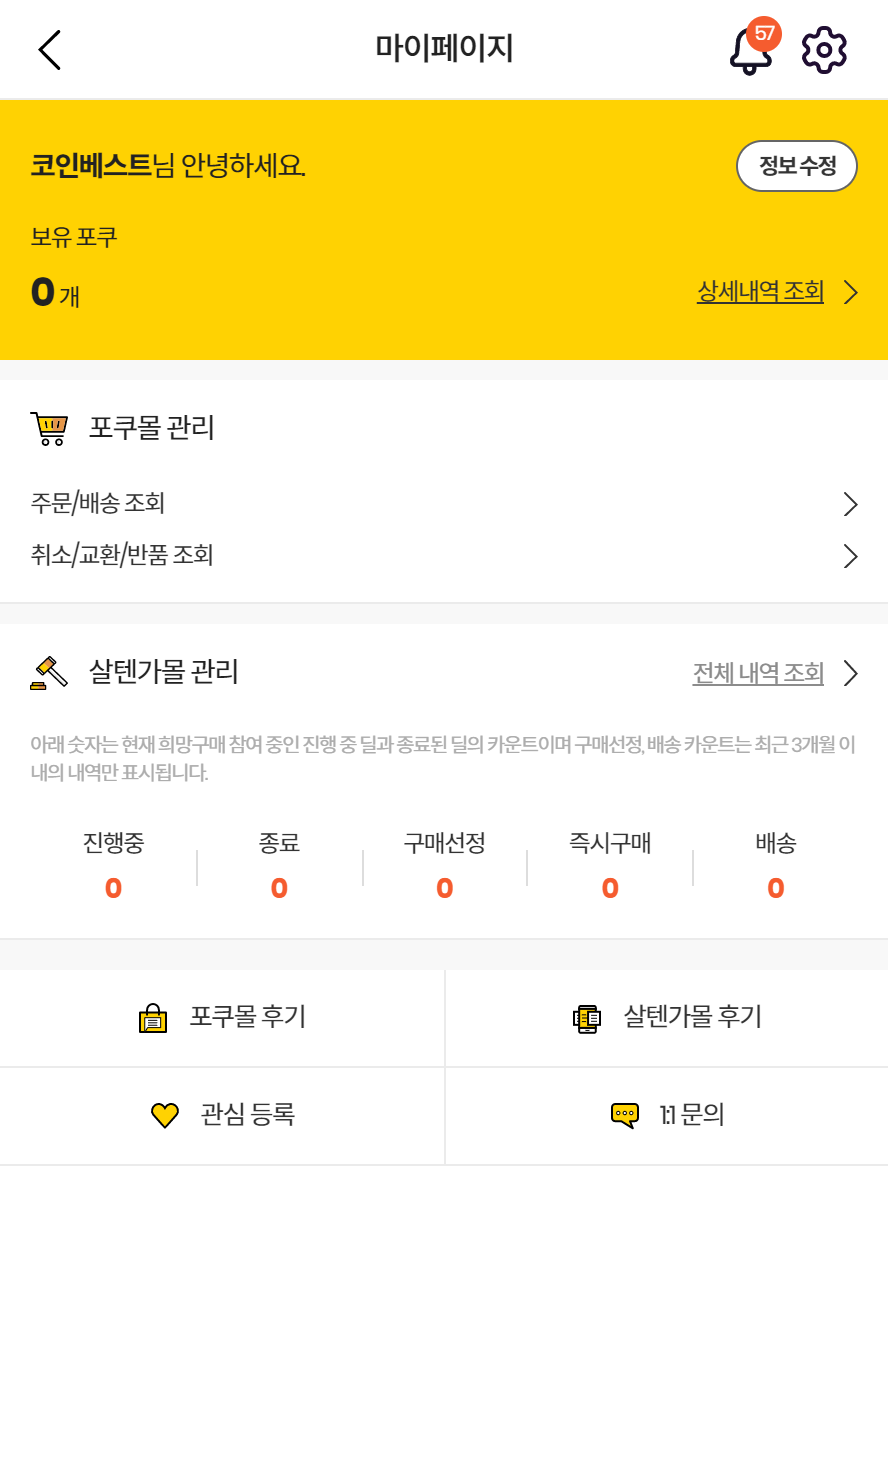 마이페이지
57
코인베스트님 안녕하세요.
정보 수정
보유 포쿠
0 개
상세내역 조회
포쿠몰 관리
주문/배송 조회
취소/교환/반품 조회
살텐가몰 관리
전체 내역 조회
아래 숫자는 현재 희망구매 참여 중인 진행 중 딜과 종료된 딜의 카운트이며 구매선정, 배송 카운트는 최근 3개월 이
내의 내역만 표시됩니다.
진행중 종료 구매선정 즉시구매 배송
0 0 0 0 0
포쿠몰 후기
살텐가몰 후기
관심 등록
1:1 문의